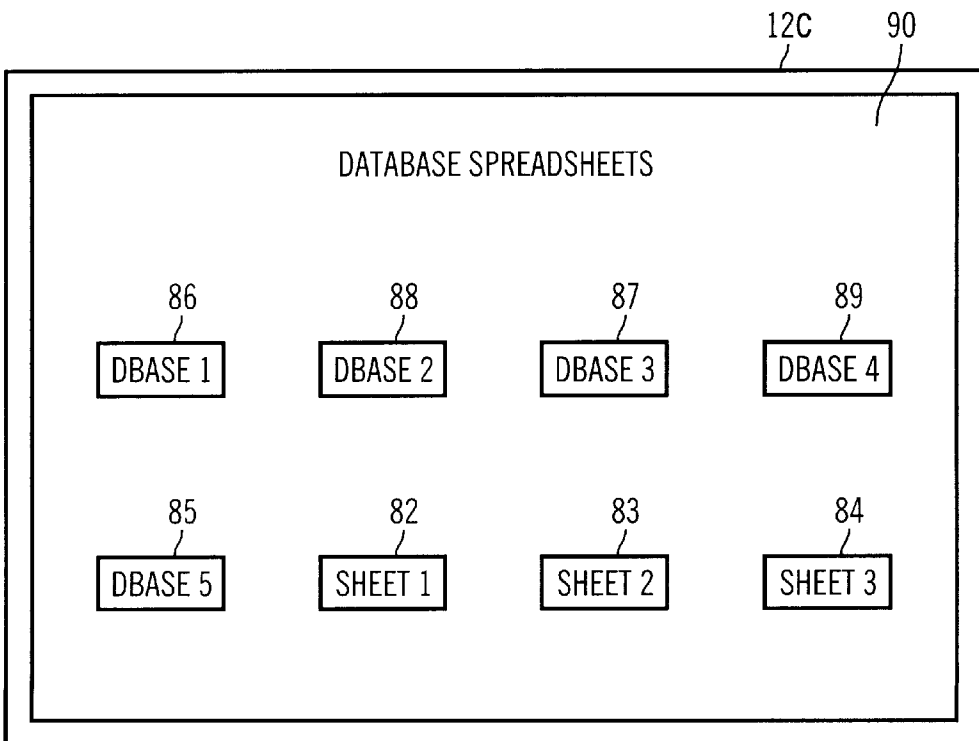 12C 90
DATABASE SPREADSHEETS
86 88 87 89
DBASE 1 DBASE 2 DBASE 3 DBASE 4
85 82 83 84
DBASE 5 SHEET 1 SHEET 2 SHEET 3